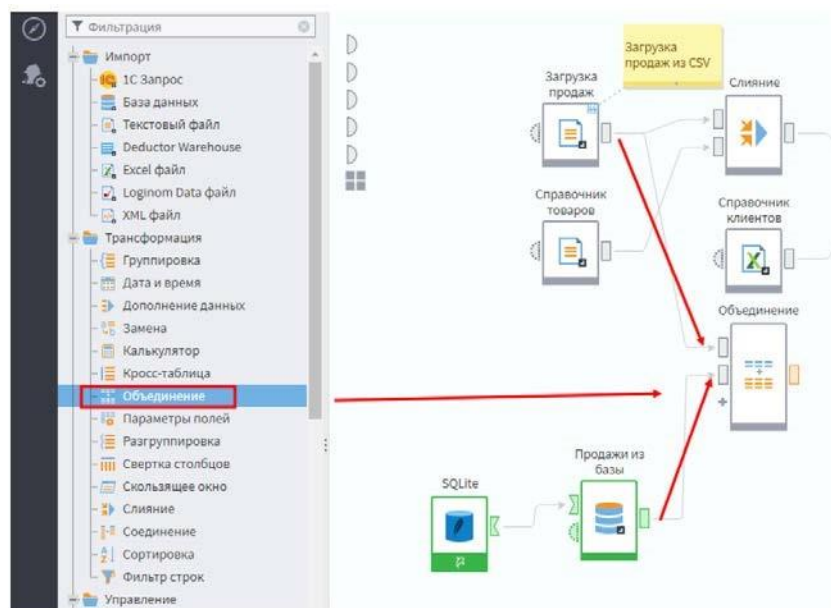 Фильтрация
Импорт
1С Запрос
База данных
Текстовый файл
Deductor Warehouse
Excel файл
Loginom Data файл
XML файл
Трансформация
Группировка
Дата и время
Дополнение данных
Замена
Калькулятор
Кросс-таблица
Объединение
Параметры полей
Разгруппировка
Свертка столбцов
Скользящее окно
Слияние
Соединение
Сортировка
Фильтр строк
Управление
Загрузка
продаж из CSV
Загрузка
продаж
Слияние
Справочник
товаров
Справочник
клиентов
Объединение
Продажи из
базы
SQLite